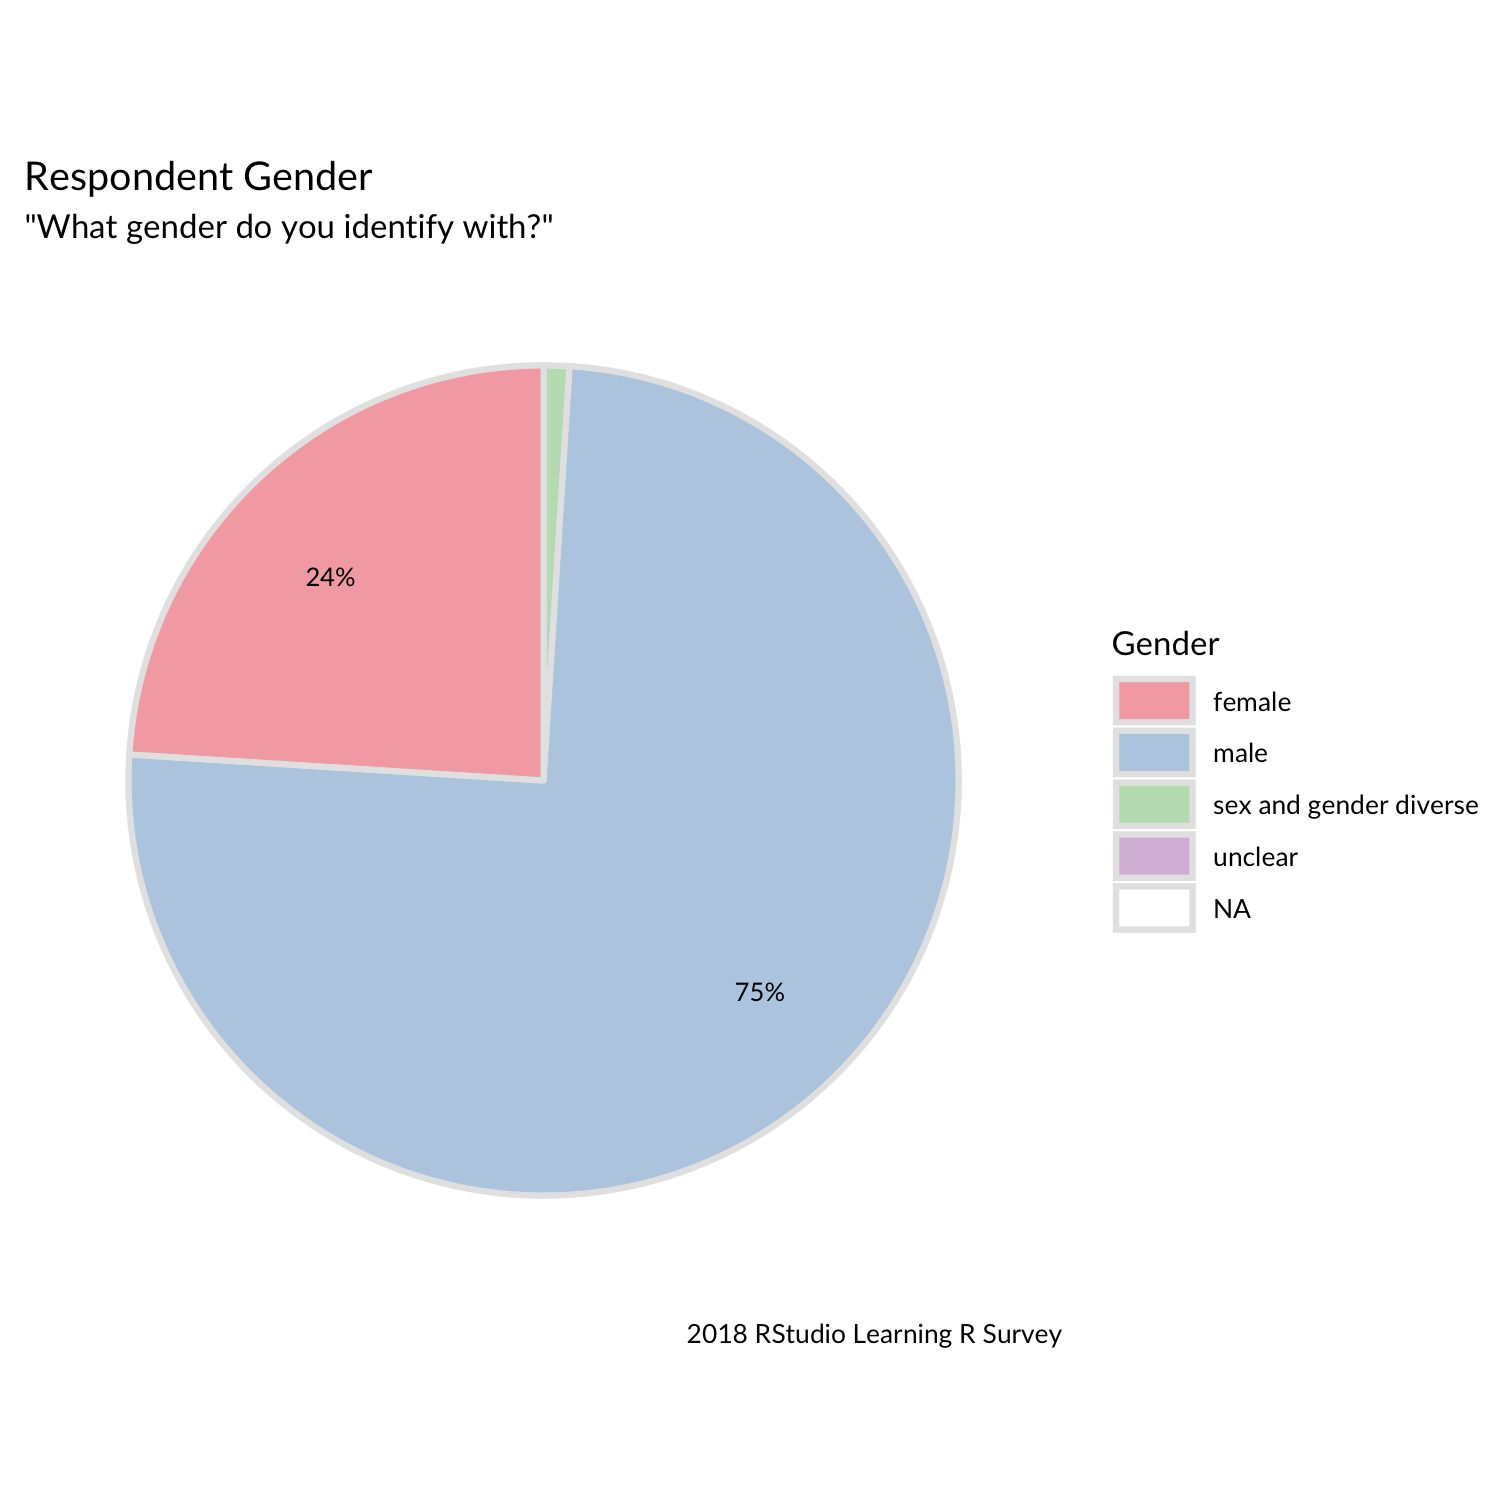 Respondent Gender
"What gender do you identify with?"
24%
75%
Gender
female
male
sex and gender diverse
unclear
NA
2018 RStudio Learning R Survey